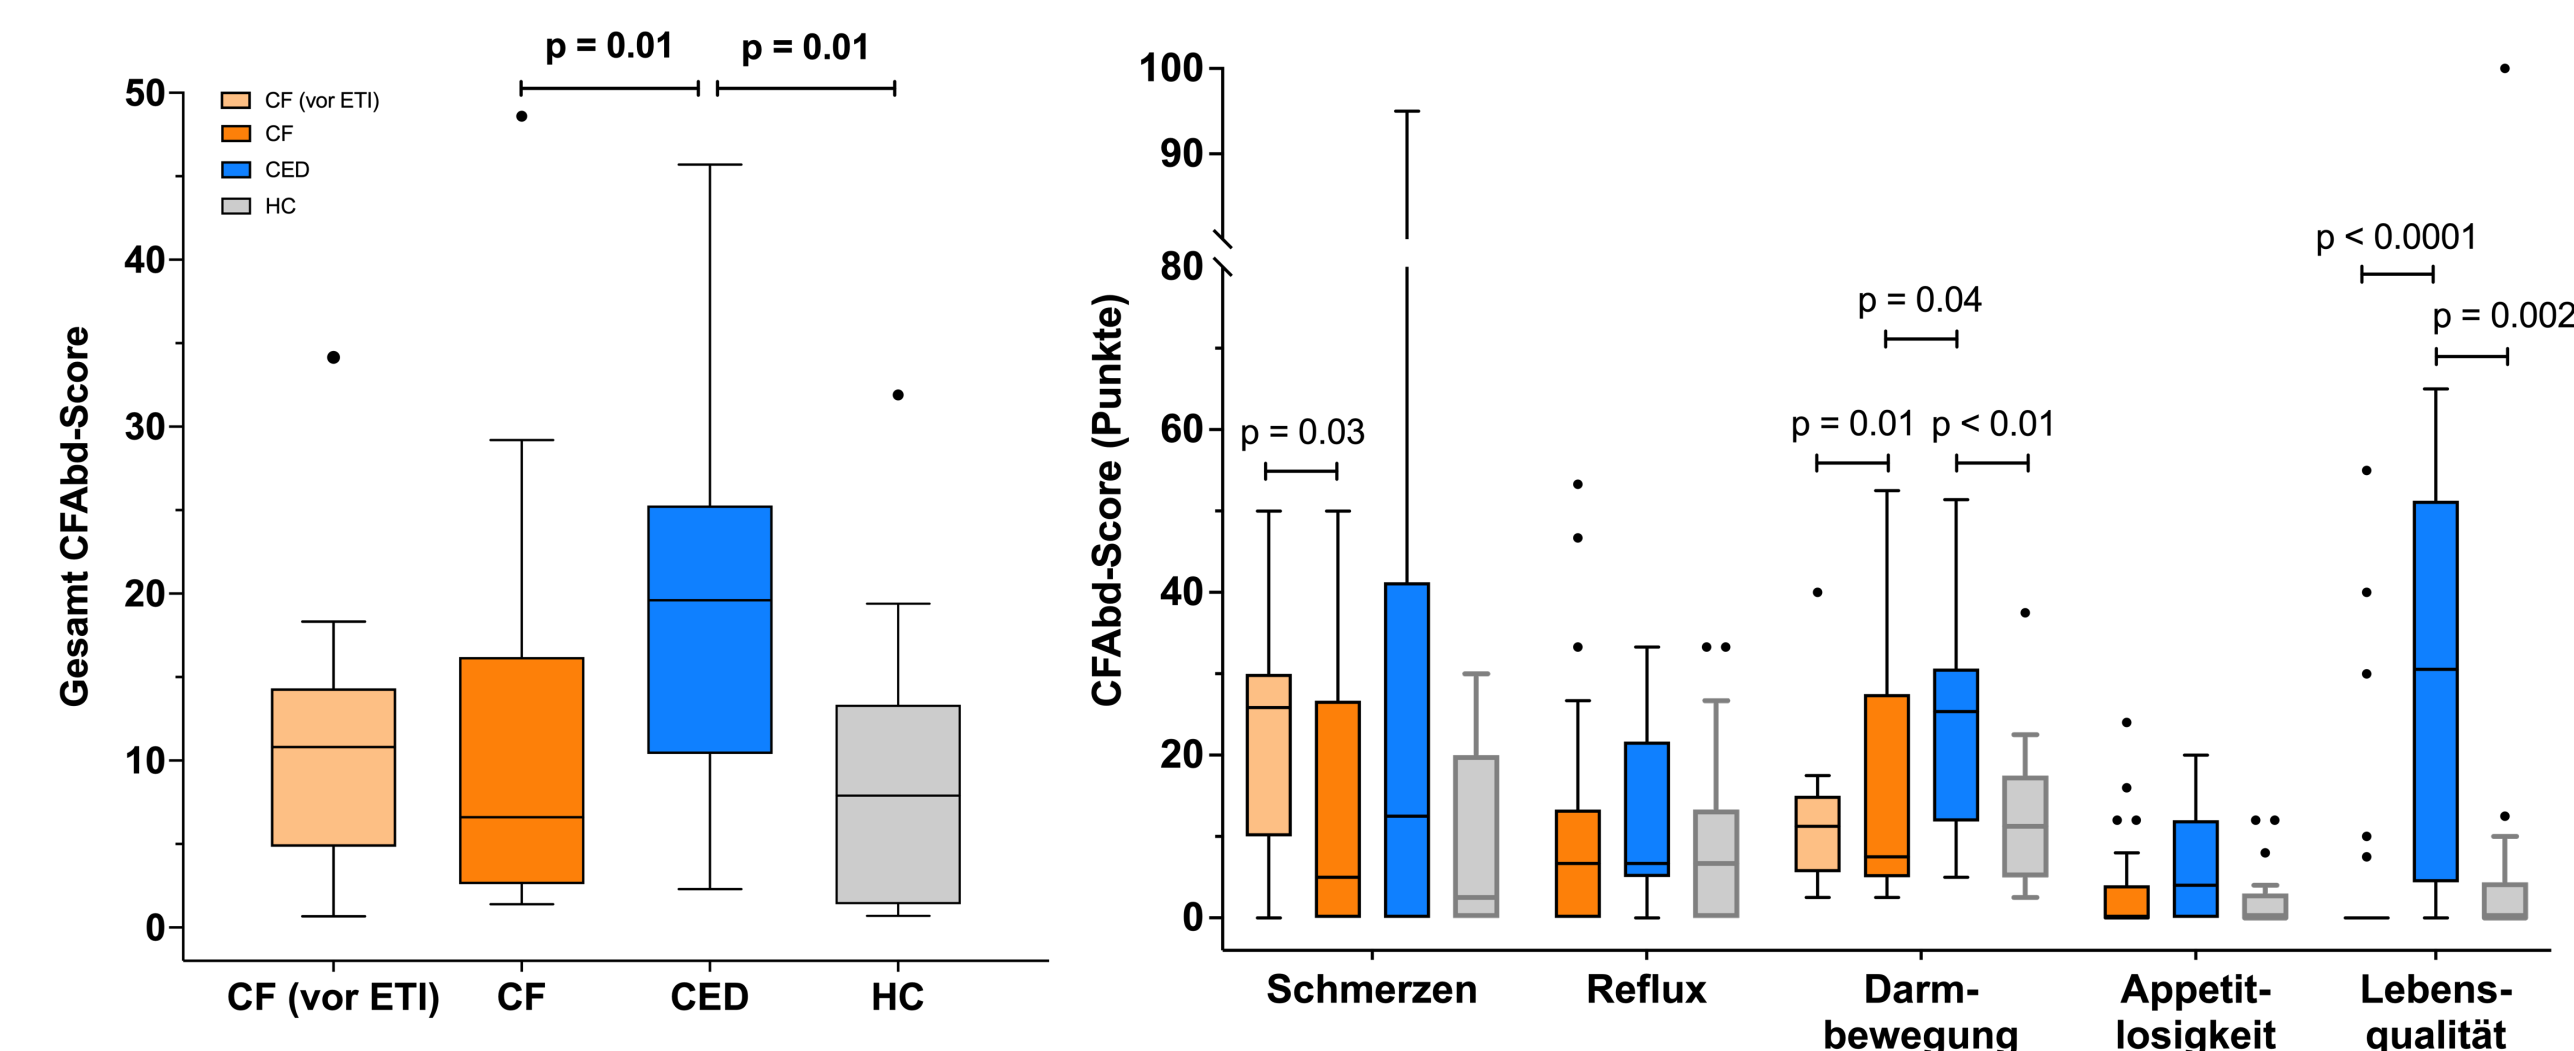 p = 0.01 p = 0.01
50
40
30
20
10
0
Gesamt CFAbd-Score
CF (vor ETI)
CF
CED
HC
CF (vor ETI) CF CED HC
100
90
80
60
40
20
0
CFAbd-Score (Punkte)
p < 0.0001
p = 0.04
p = 0.002
p = 0.03
p = 0.01 p < 0.01
Schmerzen Reflux Darm- Appetit- Lebens-
bewegung losigkeit qualität